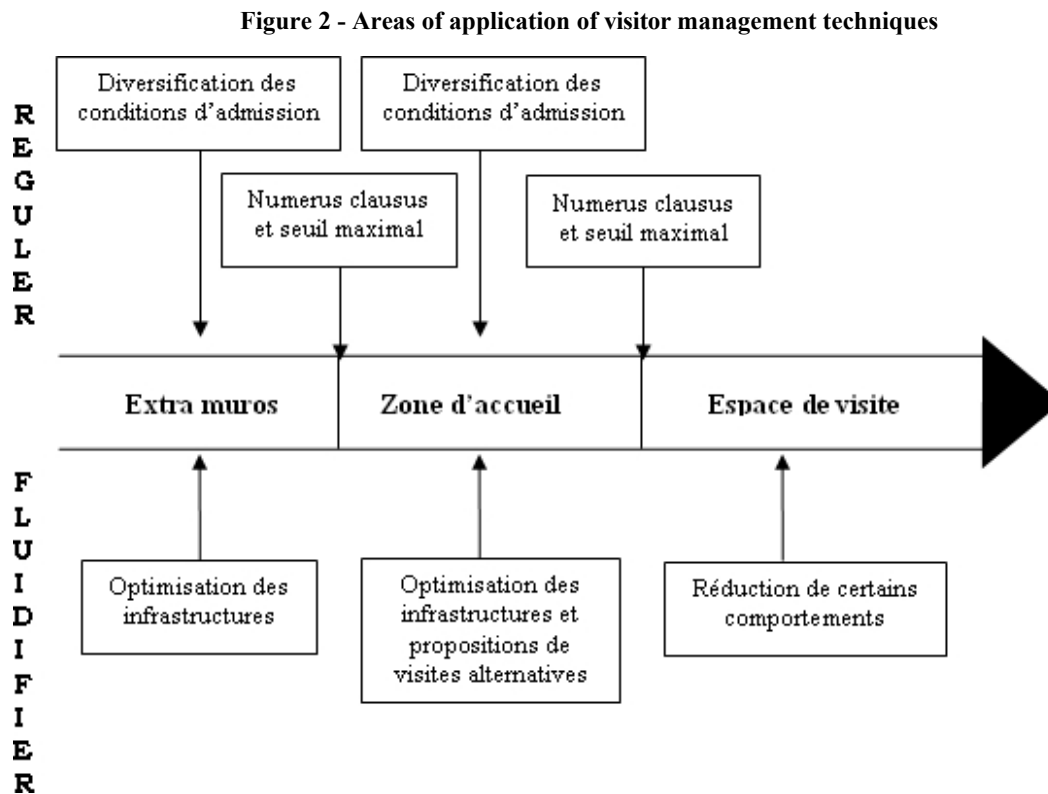 Figure 2 - Areas of application of visitor management techniques
REGULER
Diversification des
conditions d'admission
Diversification des
conditions d'admission
Numerus clausus
et seuil maximal
Numerus clausus
et seuil maximal
Extra muros
Zone d'accueil
Espace de visite
FLUIDIFIER
Optimisation des
infrastructures
Optimisation des
infrastructures et
propositions de
visites alternatives
Réduction de certains
comportements